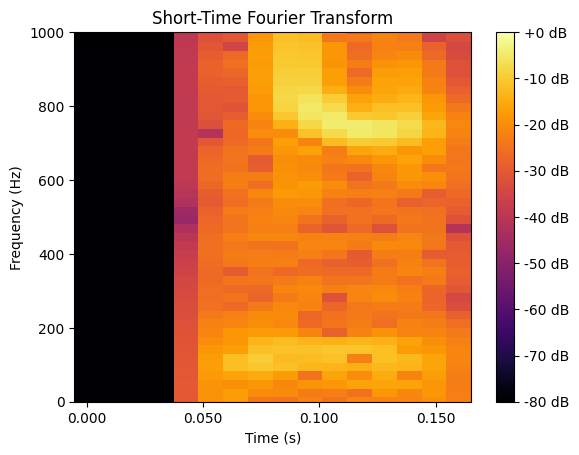 Short-Time Fourier Transform
1000
800
600
400
200
0
Frequency (Hz)
0.000
0.050
0.100
0.150
Time (s)
+0 dB
-10 dB
-20 dB
-30 dB
-40 dB
-50 dB
-60 dB
-70 dB
-80 dB